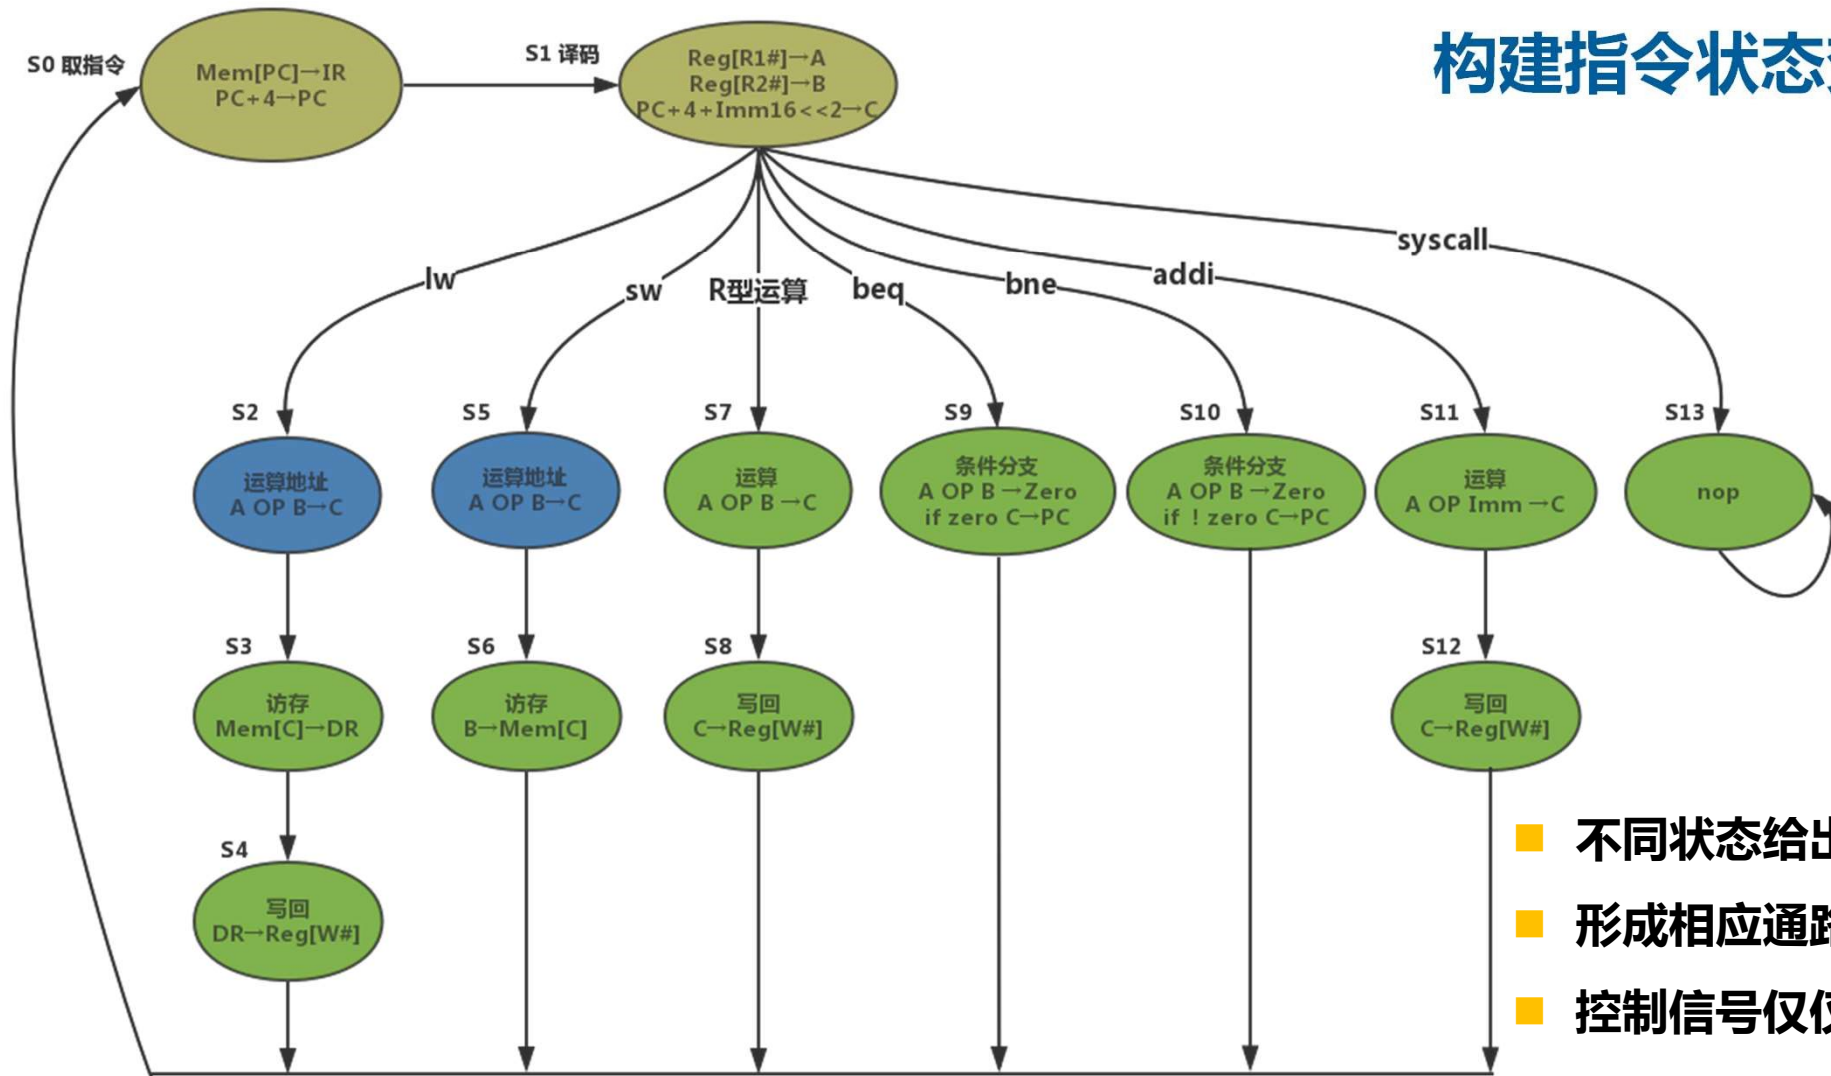 构建指令状态
S0 取指令
Mem[PC]→IR
PC+4→PC
S1 译码
Reg[R1#]→A
Reg[R2#]→B
PC+4+Imm16<<2→C
lw
sw
R型运算
beq
bne
addi
syscall
S2
运算地址
A OP B→C
S5
运算地址
A OP B→C
S7
运算
A OP B →C
S9
条件分支
A OP B →Zero
if zero C→PC
S10
条件分支
A OP B →Zero
if ! zero C→PC
S11
运算
A OP Imm →C
S13
nop
S3
访存
Mem[C]→DR
S6
访存
B→Mem[C]
S8
写回
C→Reg[W#]
S12
写回
C→Reg[W#]
S4
写回
DR→Reg[W#]
不同状态给
形成相应通
控制信号仅